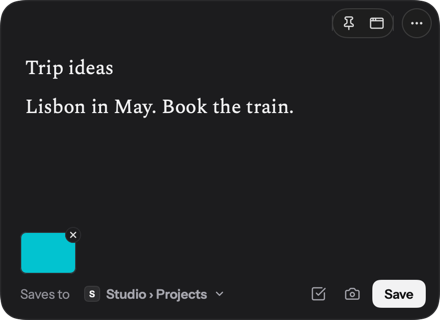 Trip ideas
Lisbon in May. Book the train.
Saves to S Studio › Projects Save